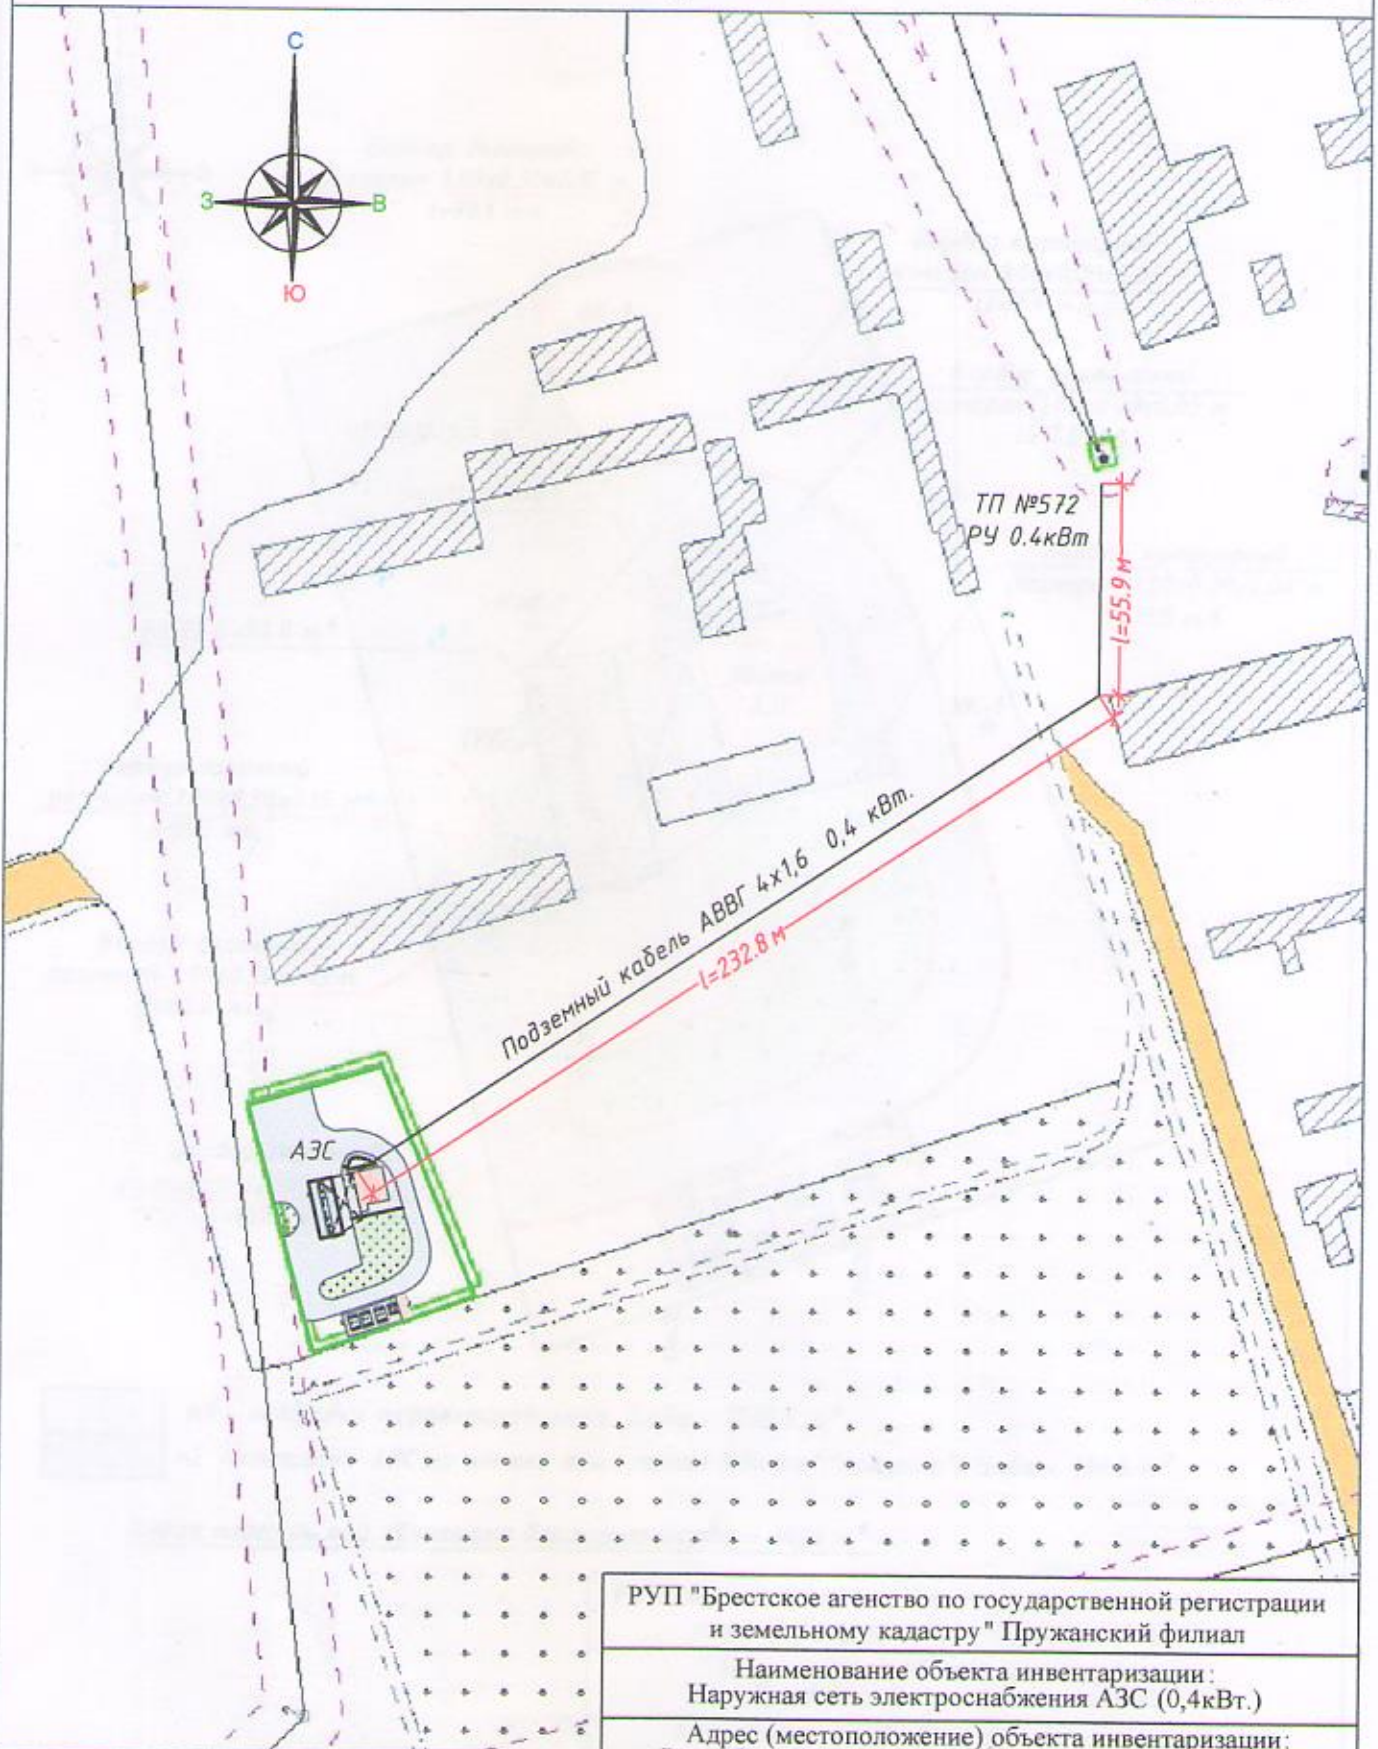 С
З
В
Ю
ТП №572
РУ 0.4кВт
l=55.9 м
Подземный кабель АВВГ 4х1,6 0,4 кВт.
l=232.8 м
АЗС
РУП "Брестское агенство по государственной регистрации
и земельному кадастру" Пружанский филиал
Наименование объекта инвентаризации:
Наружная сеть электроснабжения АЗС (0,4кВт.)
Адрес (местоположение) объекта инвентаризации: